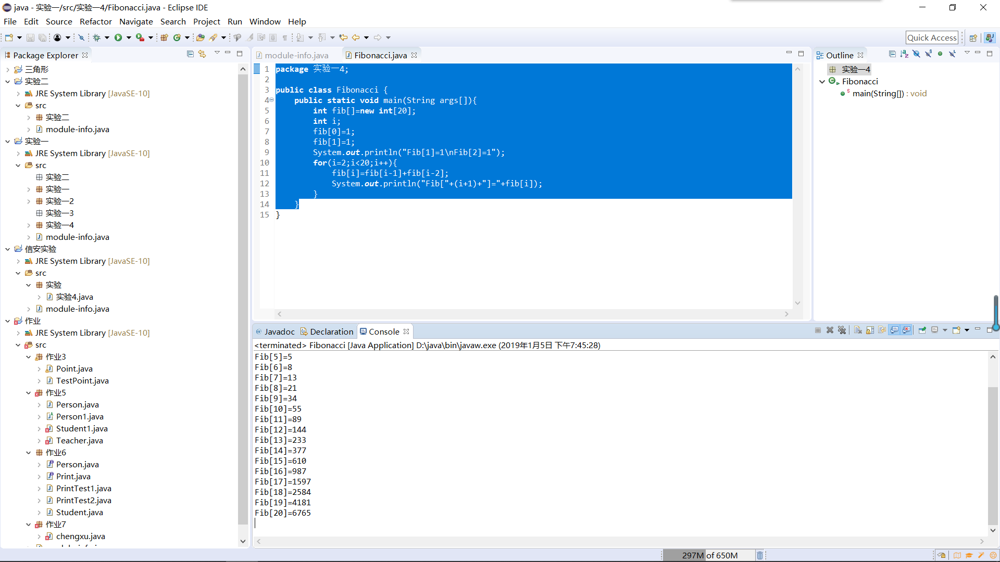 java - 实验一/src/实验一4/Fibonacci.java - Eclipse IDE
File Edit Source Refactor Navigate Search Project Run Window Help
Quick Access
Package Explorer
三角形
实验二
JRE System Library [JavaSE-10]
src
实验二
module-info.java
实验一
JRE System Library [JavaSE-10]
src
实验二
实验一
实验一2
实验一3
实验一4
module-info.java
信安实验
JRE System Library [JavaSE-10]
src
实验
实验4.java
module-info.java
作业
JRE System Library [JavaSE-10]
src
作业3
Point.java
TestPoint.java
作业5
Person.java
Person1.java
Student1.java
Teacher.java
作业6
Person.java
Print.java
PrintTest1.java
PrintTest2.java
Student.java
作业7
chengxu.java
module-info.java Fibonacci.java
1 package 实验一4;
2
3 public class Fibonacci {
4 public static void main(String args[]){
5 int fib[]=new int[20];
6 int i;
7 fib[0]=1;
8 fib[1]=1;
9 System.out.println("Fib[1]=1\nFib[2]=1");
10 for(i=2;i<20;i++){
11 fib[i]=fib[i-1]+fib[i-2];
12 System.out.println("Fib["+(i+1)+"]="+fib[i]);
13 }
14 }
15 }
Outline
实验一4
Fibonacci
main(String[]) : void
Javadoc Declaration Console
<terminated> Fibonacci [Java Application] D:\java\bin\javaw.exe (2019年1月5日 下午7:45:28)
Fib[5]=5
Fib[6]=8
Fib[7]=13
Fib[8]=21
Fib[9]=34
Fib[10]=55
Fib[11]=89
Fib[12]=144
Fib[13]=233
Fib[14]=377
Fib[15]=610
Fib[16]=987
Fib[17]=1597
Fib[18]=2584
Fib[19]=4181
Fib[20]=6765
297M of 650M